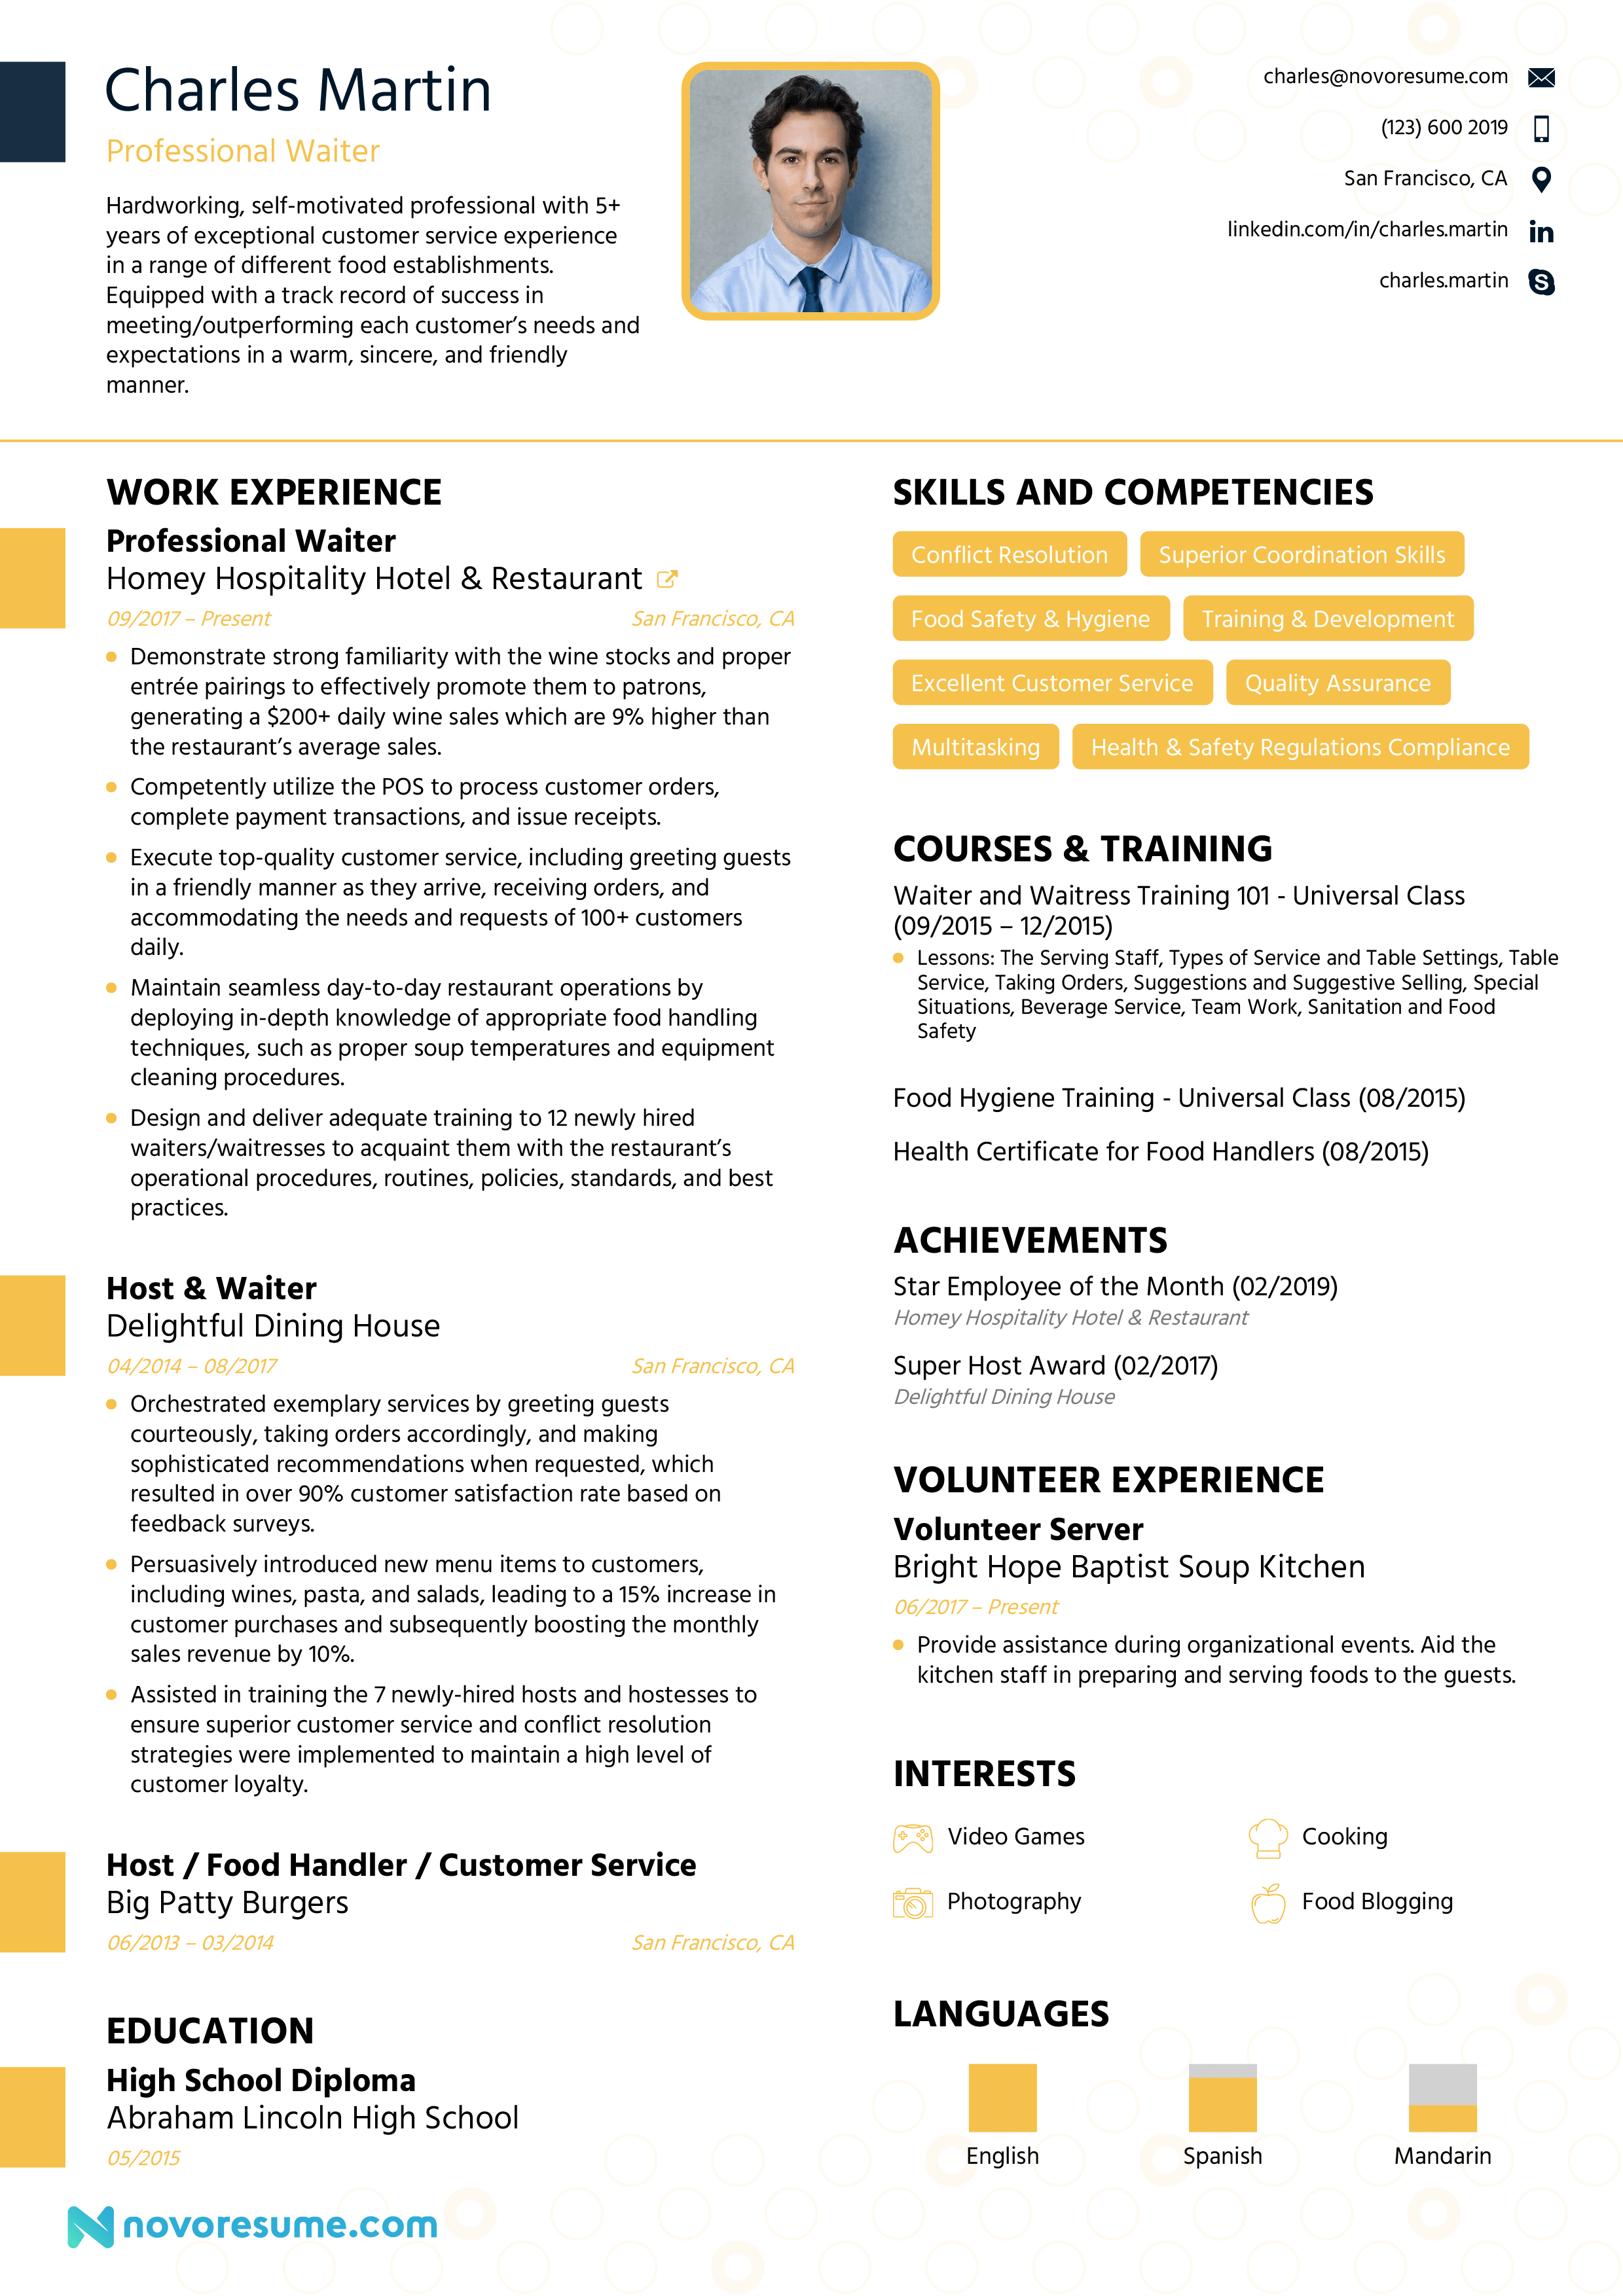 Charles Martin
Professional Waiter
Hardworking, self-motivated professional with 5+
years of exceptional customer service experience
in a range of different food establishments.
Equipped with a track record of success in
meeting/outperforming each customer’s needs and
expectations in a warm, sincere, and friendly
manner.
charles@novoresume.com
(123) 600 2019
San Francisco, CA
linkedin.com/in/charles.martin
charles.martin
WORK EXPERIENCE
Professional Waiter
Homey Hospitality Hotel & Restaurant
09/2017 – Present San Francisco, CA
Demonstrate strong familiarity with the wine stocks and proper
entrée pairings to effectively promote them to patrons,
generating a $200+ daily wine sales which are 9% higher than
the restaurant’s average sales.
Competently utilize the POS to process customer orders,
complete payment transactions, and issue receipts.
Execute top-quality customer service, including greeting guests
in a friendly manner as they arrive, receiving orders, and
accommodating the needs and requests of 100+ customers
daily.
Maintain seamless day-to-day restaurant operations by
deploying in-depth knowledge of appropriate food handling
techniques, such as proper soup temperatures and equipment
cleaning procedures.
Design and deliver adequate training to 12 newly hired
waiters/waitresses to acquaint them with the restaurant’s
operational procedures, routines, policies, standards, and best
practices.
Host & Waiter
Delightful Dining House
04/2014 – 08/2017 San Francisco, CA
Orchestrated exemplary services by greeting guests
courteously, taking orders accordingly, and making
sophisticated recommendations when requested, which
resulted in over 90% customer satisfaction rate based on
feedback surveys.
Persuasively introduced new menu items to customers,
including wines, pasta, and salads, leading to a 15% increase in
customer purchases and subsequently boosting the monthly
sales revenue by 10%.
Assisted in training the 7 newly-hired hosts and hostesses to
ensure superior customer service and conflict resolution
strategies were implemented to maintain a high level of
customer loyalty.
Host / Food Handler / Customer Service
Big Patty Burgers
06/2013 – 03/2014 San Francisco, CA
EDUCATION
High School Diploma
Abraham Lincoln High School
05/2015
SKILLS AND COMPETENCIES
Conflict Resolution Superior Coordination Skills
Food Safety & Hygiene Training & Development
Excellent Customer Service Quality Assurance
Multitasking Health & Safety Regulations Compliance
COURSES & TRAINING
Waiter and Waitress Training 101 - Universal Class
(09/2015 – 12/2015)
Lessons: The Serving Staff, Types of Service and Table Settings, Table
Service, Taking Orders, Suggestions and Suggestive Selling, Special
Situations, Beverage Service, Team Work, Sanitation and Food
Safety
Food Hygiene Training - Universal Class (08/2015)
Health Certificate for Food Handlers (08/2015)
ACHIEVEMENTS
Star Employee of the Month (02/2019)
Homey Hospitality Hotel & Restaurant
Super Host Award (02/2017)
Delightful Dining House
VOLUNTEER EXPERIENCE
Volunteer Server
Bright Hope Baptist Soup Kitchen
06/2017 – Present
Provide assistance during organizational events. Aid the
kitchen staff in preparing and serving foods to the guests.
INTERESTS
Video Games Cooking
Photography Food Blogging
LANGUAGES
English Spanish Mandarin
novoresume.com